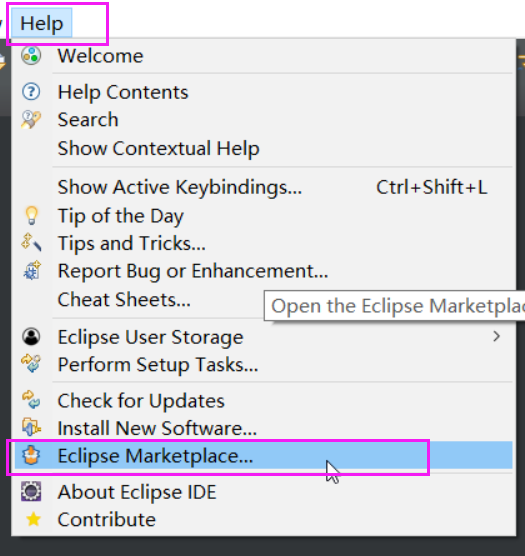 Help
Welcome
Help Contents
Search
Show Contextual Help
Show Active Keybindings... Ctrl+Shift+L
Tip of the Day
Tips and Tricks...
Report Bug or Enhancement...
Cheat Sheets...
Open the Eclipse Marketplac
Eclipse User Storage
Perform Setup Tasks...
Check for Updates
Install New Software...
Eclipse Marketplace...
About Eclipse IDE
Contribute